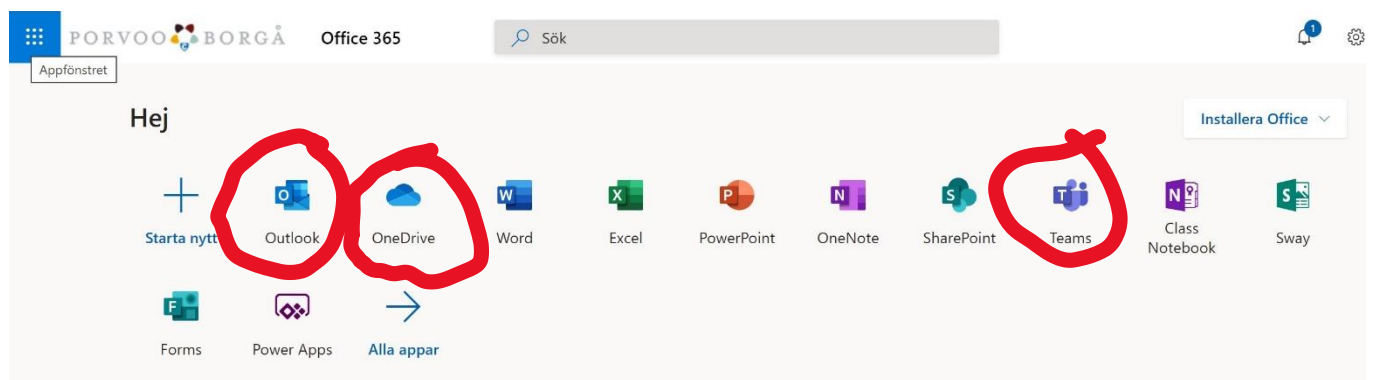 PORVOO BORGÅ Office 365 Sök 1
Appfönstret
Hej
Installera Office
Starta nytt Outlook OneDrive Word Excel PowerPoint OneNote SharePoint Teams Class Notebook Sway
Forms Power Apps Alla appar